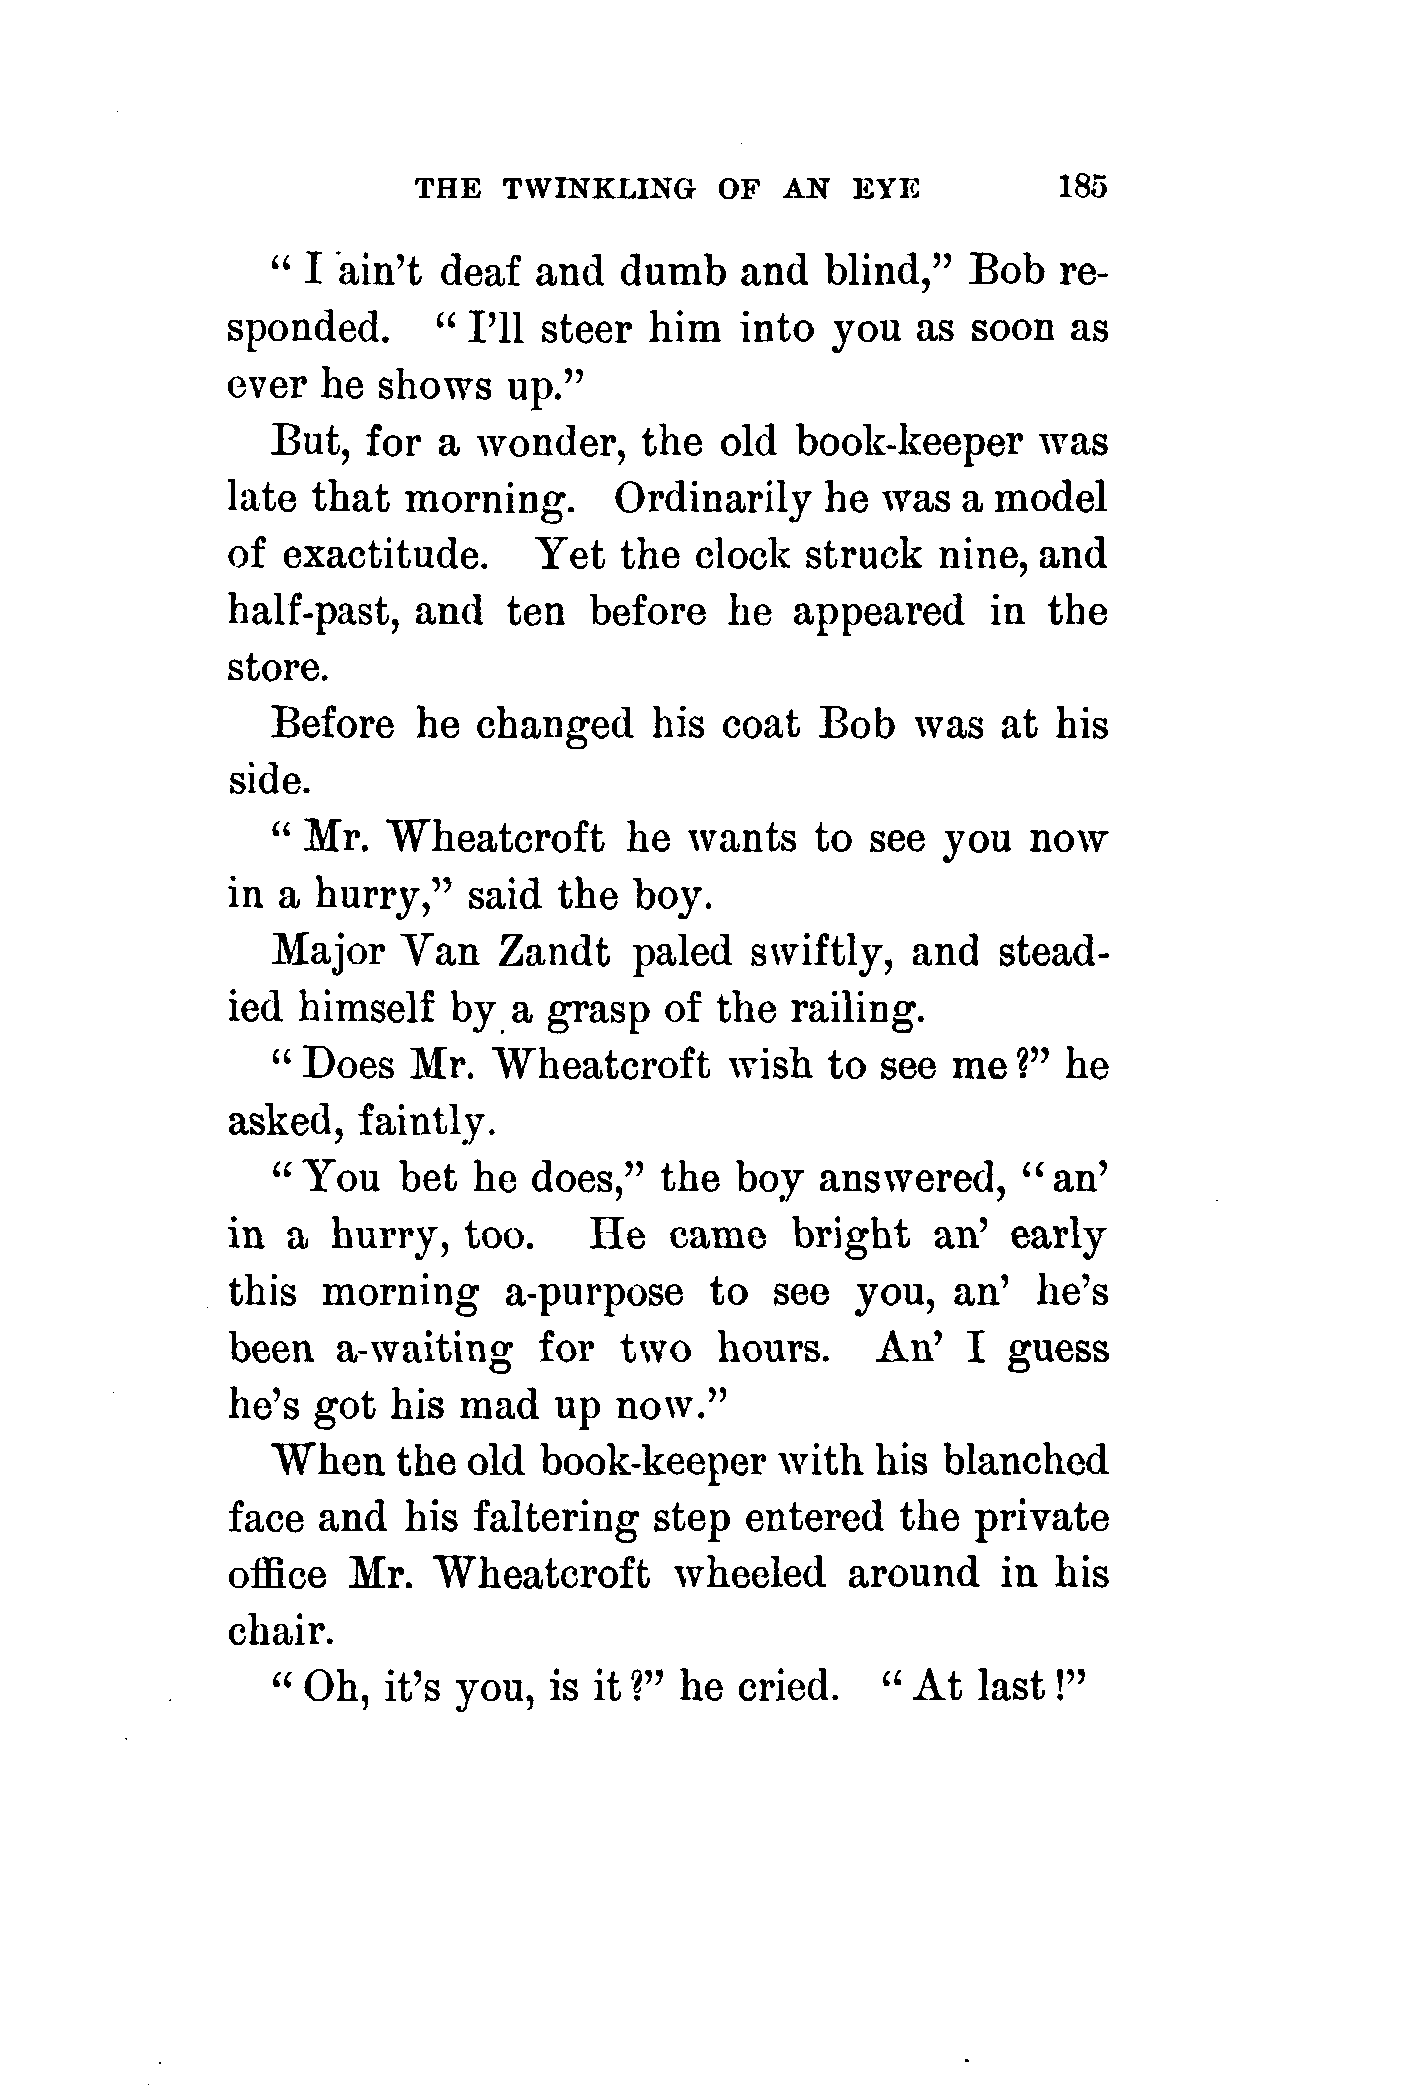 THE TWINKLING OF AN EYE 185
“ I ain’t deaf and dumb and blind,” Bob re-
sponded. “ I’ll steer him into you as soon as
ever he shows up.”
But, for a wonder, the old book-keeper was
late that morning. Ordinarily he was a model
of exactitude. Yet the clock struck nine, and
half-past, and ten before he appeared in the
store.
Before he changed his coat Bob was at his
side.
“ Mr. Wheatcroft he wants to see you now
in a hurry,” said the boy.
Major Van Zandt paled swiftly, and stead-
ied himself by a grasp of the railing.
“ Does Mr. Wheatcroft wish to see me ?” he
asked, faintly.
“ You bet he does,” the boy answered, “ an’
in a hurry, too. He came bright an’ early
this morning a-purpose to see you, an’ he’s
been a-waiting for two hours. An’ I guess
he’s got his mad up now.”
When the old book-keeper with his blanched
face and his faltering step entered the private
office Mr. Wheatcroft wheeled around in his
chair.
“ Oh, it’s you, is it ?” he cried. “ At last !”